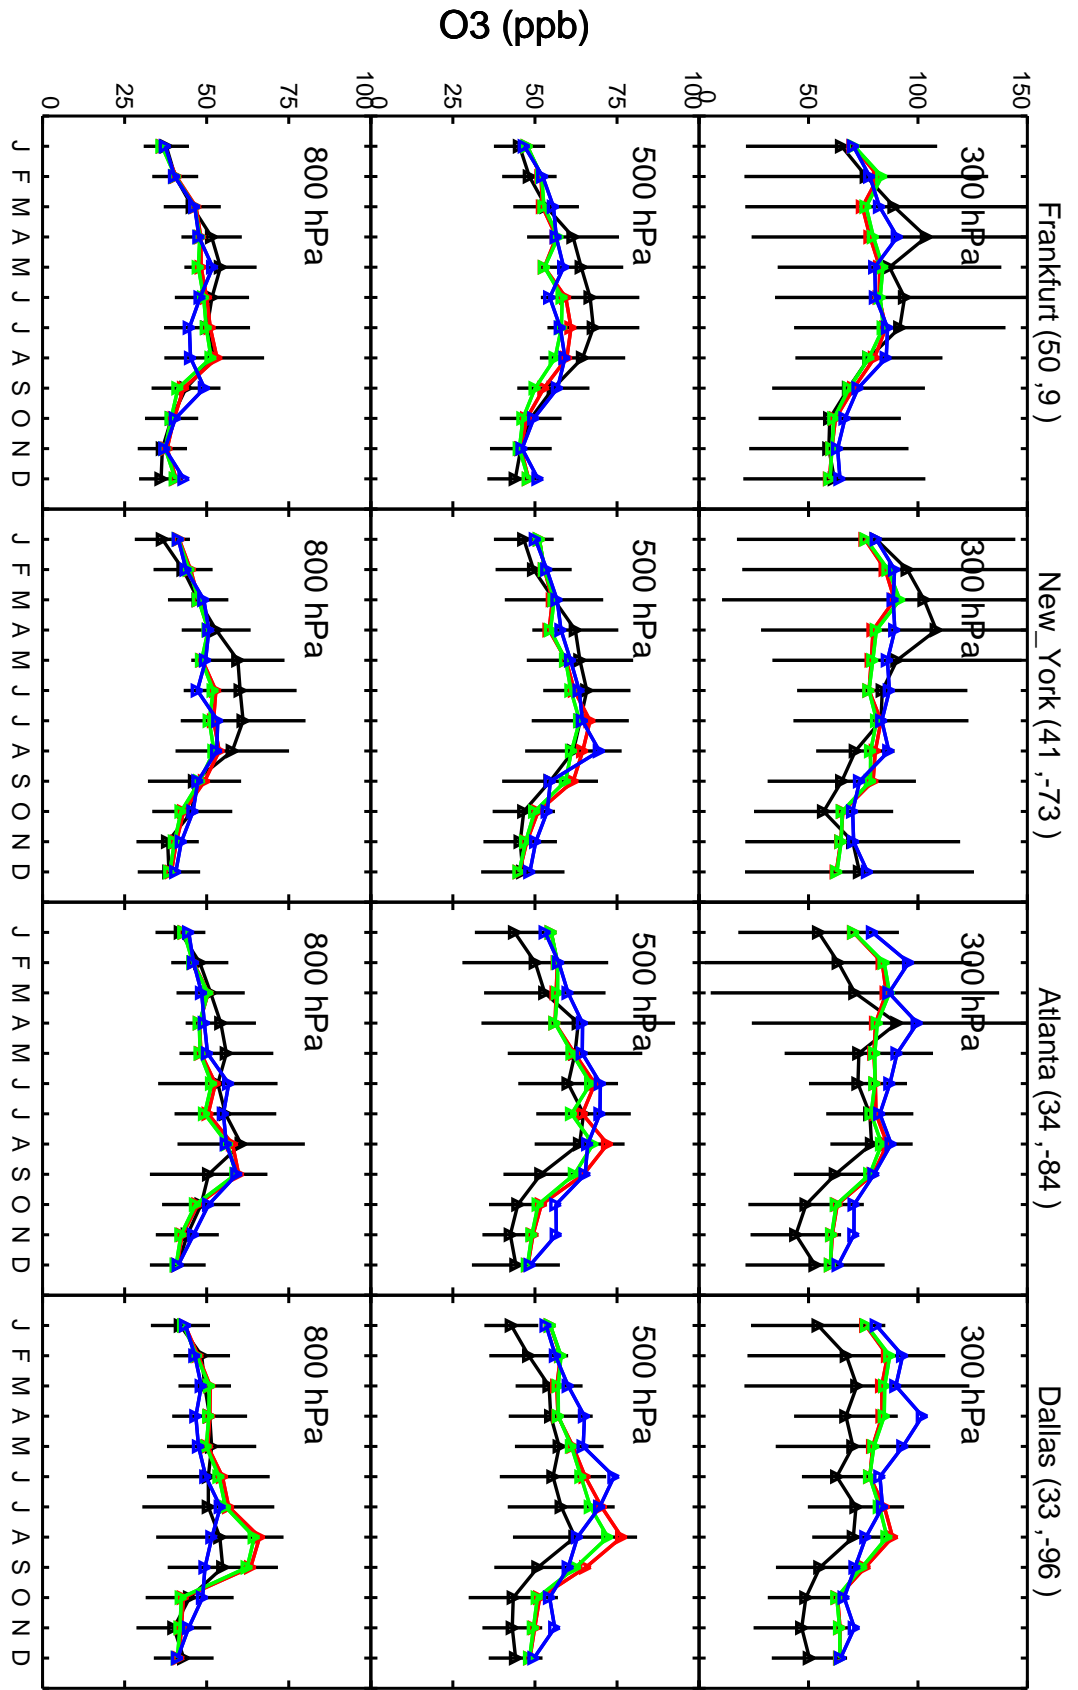 Frankfurt (50 ,9 ) New_York (41 ,-73 ) Atlanta (34 ,-84 ) Dallas (33 ,-96 )
O3 (ppb)
150
300 hPa 300 hPa 300 hPa 300 hPa
100
50
0
100
500 hPa 500 hPa 500 hPa 500 hPa
75
50
25
0
100
800 hPa 800 hPa 800 hPa 800 hPa
75
50
25
0
J F M A M J J A S O N D J F M A M J J A S O N D J F M A M J J A S O N D J F M A M J J A S O N D